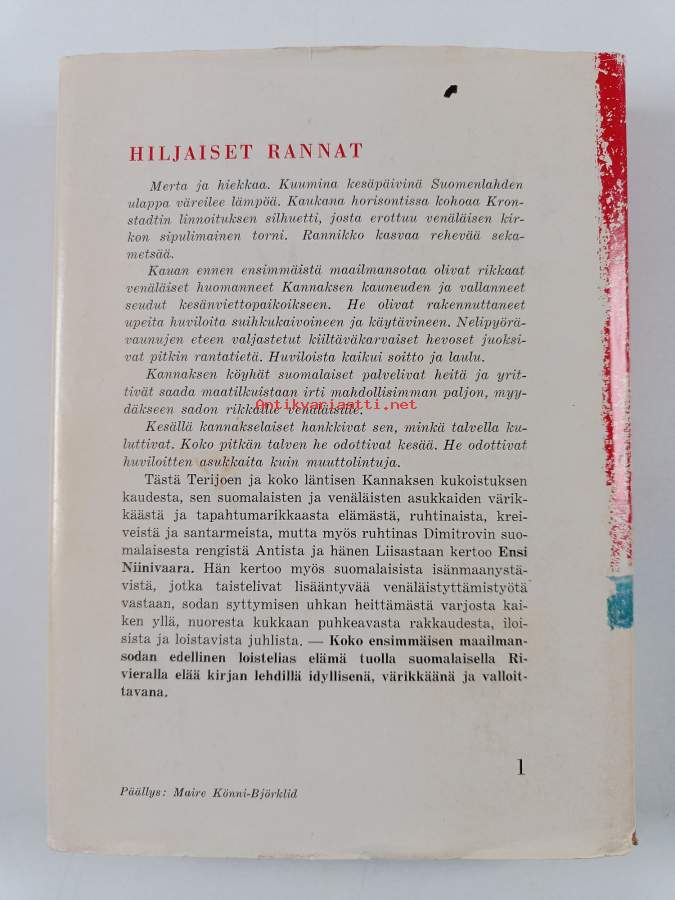 HILJAISET RANNAT
Merta ja hiekkaa. Kuumina kesäpäivinä Suomenlahden
ulappa väreilee lämpöä. Kaukana horisontissa kohoaa Kron-
stadtin linnoituksen silhuetti, josta erottuu venäläisen kir-
kon sipulimainen torni. Rannikko kasvaa rehevää seka-
metsää.
Kauan ennen ensimmäistä maailmansotaa olivat rikkaat
venäläiset huomanneet Kannaksen kauneuden ja vallanneet
seudut kesänviettopaikoikseen. He olivat rakennuttaneet
upeita huviloita suihkukaivoineen ja käytävineen. Nelipyörä-
vaunujen eteen valjastetut kiiltäväkarvaiset hevoset juoksi-
vat pitkin rantatietä. Huviloista kaikui soitto ja laulu.
Kannaksen köyhät suomalaiset palvelivat heitä ja yrit-
tivät saada maatilkuistaan irti mahdollisimman paljon, myy-
däkseen sadon rikkaille venäläisille.
Antikvariaatti.net
Kesällä kannakselaiset hankkivat sen, minkä talvella ku-
luttivat. Koko pitkän talven he odottivat kesää. He odottivat
huviloitten asukkaita kuin muuttolintuja.
Tästä Terijoen ja koko läntisen Kannaksen kukoistuksen
kaudesta, sen suomalaisten ja venäläisten asukkaiden värik-
käästä ja tapahtumarikkaasta elämästä, ruhtinaista, krei-
veistä ja santarmeista, mutta myös ruhtinas Dimitrovin suo-
malaisesta rengistä Antista ja hänen Liisastaan kertoo Ensi
Niinivaara. Hän kertoo myös suomalaisista isänmaanystä-
vistä, jotka taistelivat lisääntyvää venäläistyttämistyötä
vastaan, sodan syttymisen uhkan heittämästä varjosta kai-
ken yllä, nuoresta kukkaan puhkeavasta rakkaudesta, iloi-
sista ja loistavista juhlista. — Koko ensimmäisen maailman-
sodan edellinen loistelias elämä tuolla suomalaisella Ri-
vieralla elää kirjan lehdillä idyllisenä, värikkäänä ja valloit-
tavana.
1
Päällys: Maire Könni-Björklid